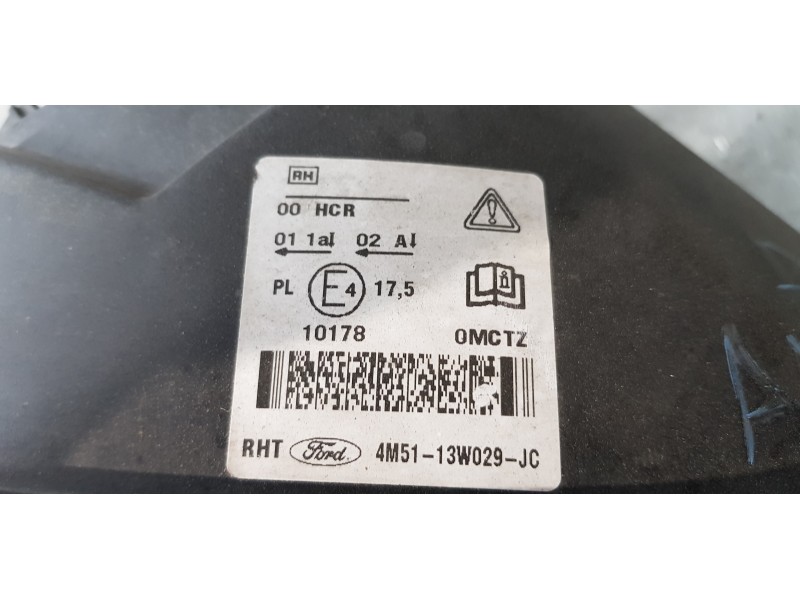 RH
00 HCR
01 1a↓ 02 A↓
PL E4 17,5
10178 0MCTZ
RHT Ford 4M51-13W029-JC